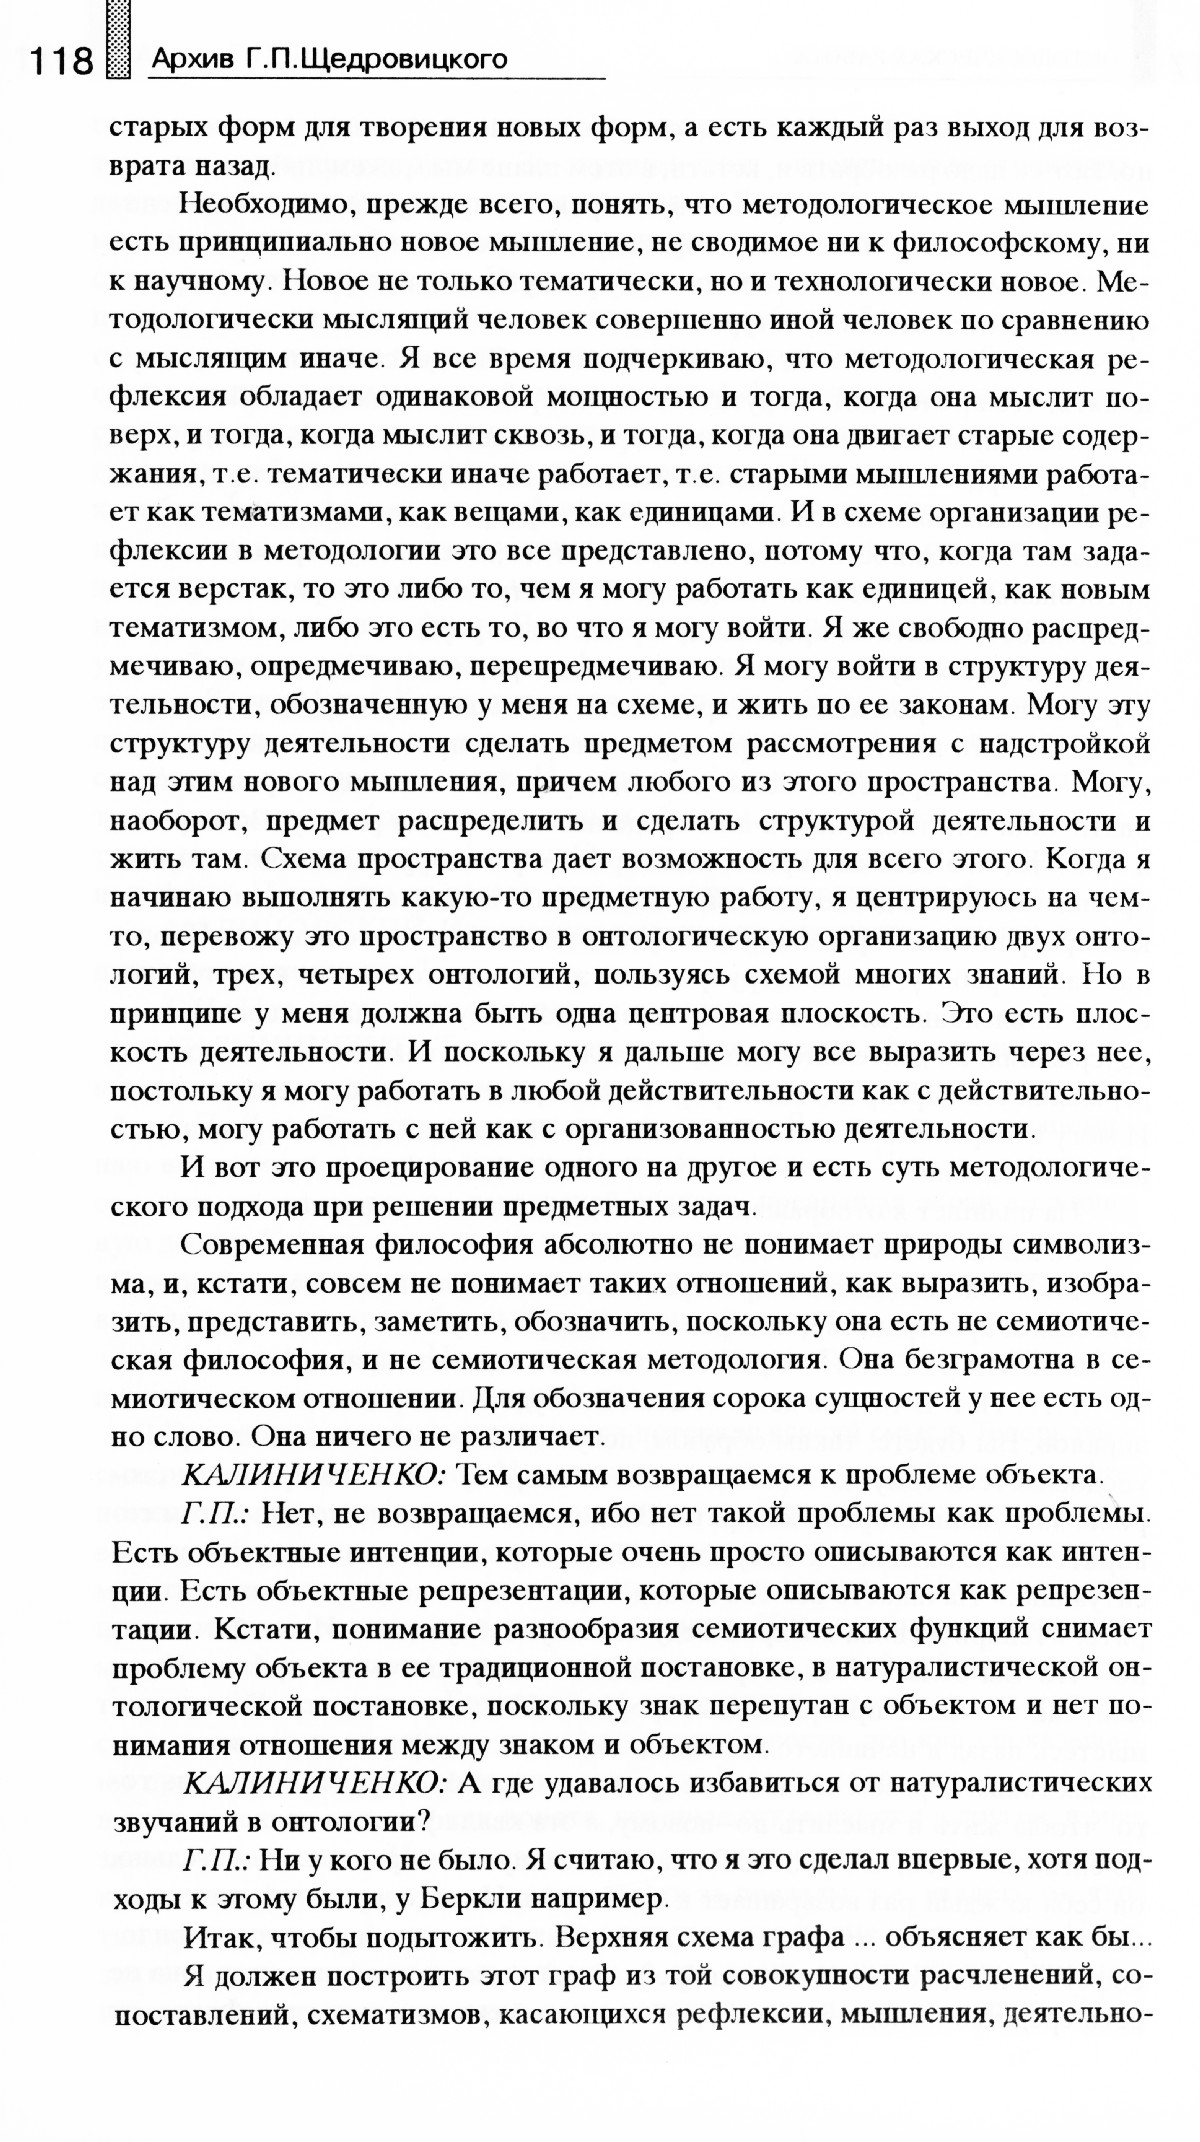 118 Архив Г.П.Щедровицкого
старых форм для творения новых форм, а есть каждый раз выход для воз-
врата назад.
Необходимо, прежде всего, понять, что методологическое мышление
есть принципиально новое мышление, не сводимое ни к философскому, ни
к научному. Новое не только тематически, но и технологически новое. Ме-
тодологически мыслящий человек совершенно иной человек по сравнению
с мыслящим иначе. Я все время подчеркиваю, что методологическая ре-
флексия обладает одинаковой мощностью и тогда, когда она мыслит по-
верх, и тогда, когда мыслит сквозь, и тогда, когда она двигает старые содер-
жания, т.е. тематически иначе работает, т.е. старыми мышлениями работа-
ет как тематизмами, как вещами, как единицами. И в схеме организации ре-
флексии в методологии это все представлено, потому что, когда там зада-
ется верстак, то это либо то, чем я могу работать как единицей, как новым
тематизмом, либо это есть то, во что я могу войти. Я же свободно распред-
мечиваю, опредмечиваю, перепредмечиваю. Я могу войти в структуру дея-
тельности, обозначенную у меня на схеме, и жить по ее законам. Могу эту
структуру деятельности сделать предметом рассмотрения с надстройкой
над этим нового мышления, причем любого из этого пространства. Могу,
наоборот, предмет распределить и сделать структурой деятельности и
жить там. Схема пространства дает возможность для всего этого. Когда я
начинаю выполнять какую-то предметную работу, я центрируюсь на чем-
то, перевожу это пространство в онтологическую организацию двух онто-
логий, трех, четырех онтологий, пользуясь схемой многих знаний. Но в
принципе у меня должна быть одна центровая плоскость. Это есть плос-
кость деятельности. И поскольку я дальше могу все выразить через нее,
постольку я могу работать в любой действительности как с действительно-
стью, могу работать с ней как с организованностью деятельности.
И вот это проецирование одного на другое и есть суть методологиче-
ского подхода при решении предметных задач.
Современная философия абсолютно не понимает природы символиз-
ма, и, кстати, совсем не понимает таких отношений, как выразить, изобра-
зить, представить, заметить, обозначить, поскольку она есть не семиотиче-
ская философия, и не семиотическая методология. Она безграмотна в се-
миотическом отношении. Для обозначения сорока сущностей у нее есть од-
но слово. Она ничего не различает.
КАЛИНИЧЕНКО: Тем самым возвращаемся к проблеме объекта.
Г.П.: Нет, не возвращаемся, ибо нет такой проблемы как проблемы.
Есть объектные интенции, которые очень просто описываются как интен-
ции. Есть объектные репрезентации, которые описываются как репрезен-
тации. Кстати, понимание разнообразия семиотических функций снимает
проблему объекта в ее традиционной постановке, в натуралистической он-
тологической постановке, поскольку знак перепутан с объектом и нет по-
нимания отношения между знаком и объектом.
КАЛИНИЧЕНКО: А где удавалось избавиться от натуралистических
звучаний в онтологии?
Г.П.: Ни у кого не было. Я считаю, что я это сделал впервые, хотя под-
ходы к этому были, у Беркли например.
Итак, чтобы подытожить. Верхняя схема графа ... объясняет как бы...
Я должен построить этот граф из той совокупности расчленений, со-
поставлений, схематизмов, касающихся рефлексии, мышления, деятельно-